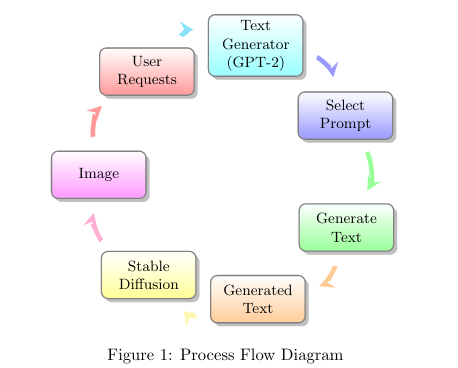 Text
Generator
(GPT-2)
User
Requests
Select
Prompt
Image
Generate
Text
Stable
Diffusion
Generated
Text
Figure 1: Process Flow Diagram